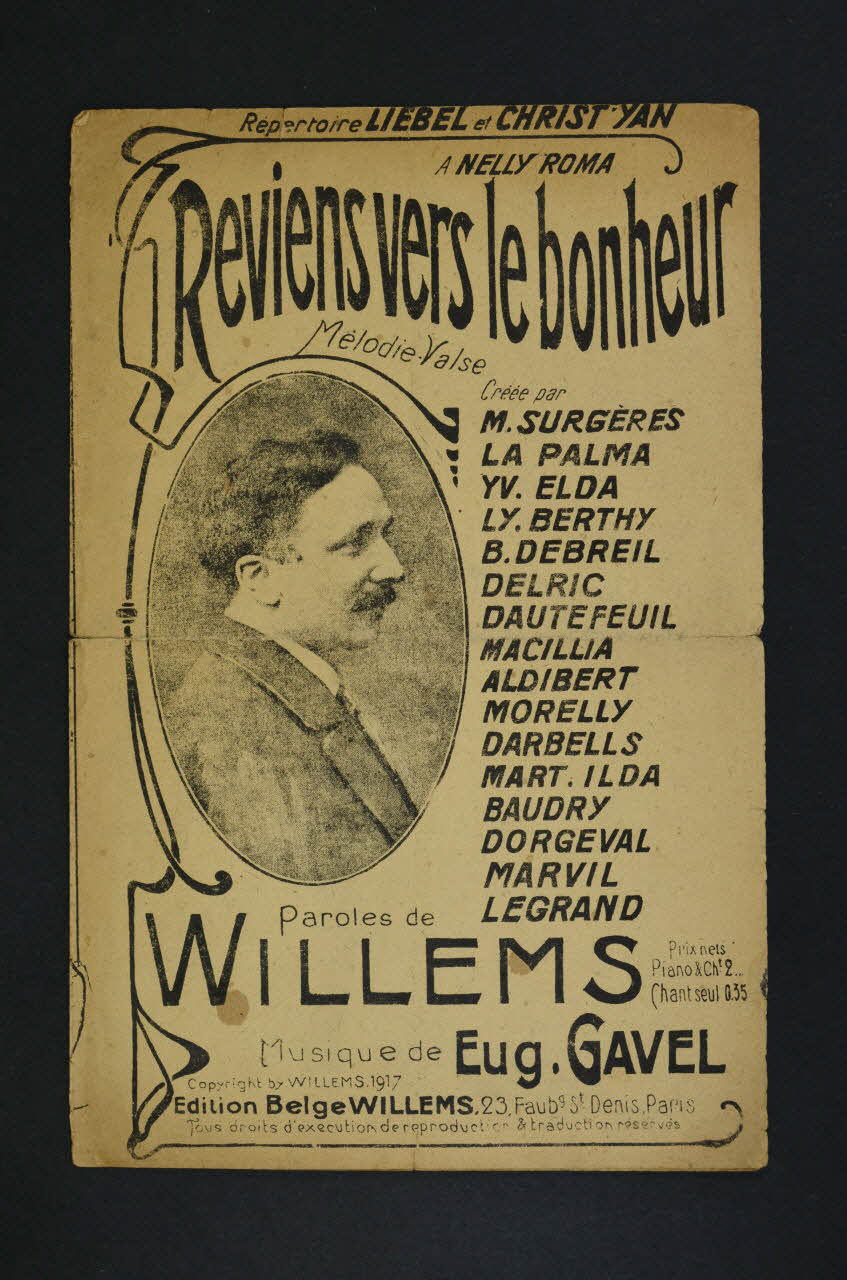 Répertoire LIEBEL et CHRIST'YAN
A NELLY ROMA
Reviens vers le bonheur
Mélodie-Valse
Créée par
M. SURGÈRES
LA PALMA
YV. ELDA
LY. BERTHY
B. DEBREIL
DELRIC
DAUTEFEUIL
MACILLIA
ALDIBERT
MORELLY
DARBELLS
MART. ILDA
BAUDRY
DORGEVAL
MARVIL
LEGRAND
Paroles de
WILLEMS
Prix nets
Piano & Cht 2...
Chant seul 0.35
Musique de Eug. GAVEL
Copyright by WILLEMS. 1917
Edition Belge WILLEMS, 23, Faubg St Denis, Paris
Tous droits d'execution de reproduction & traduction réservés